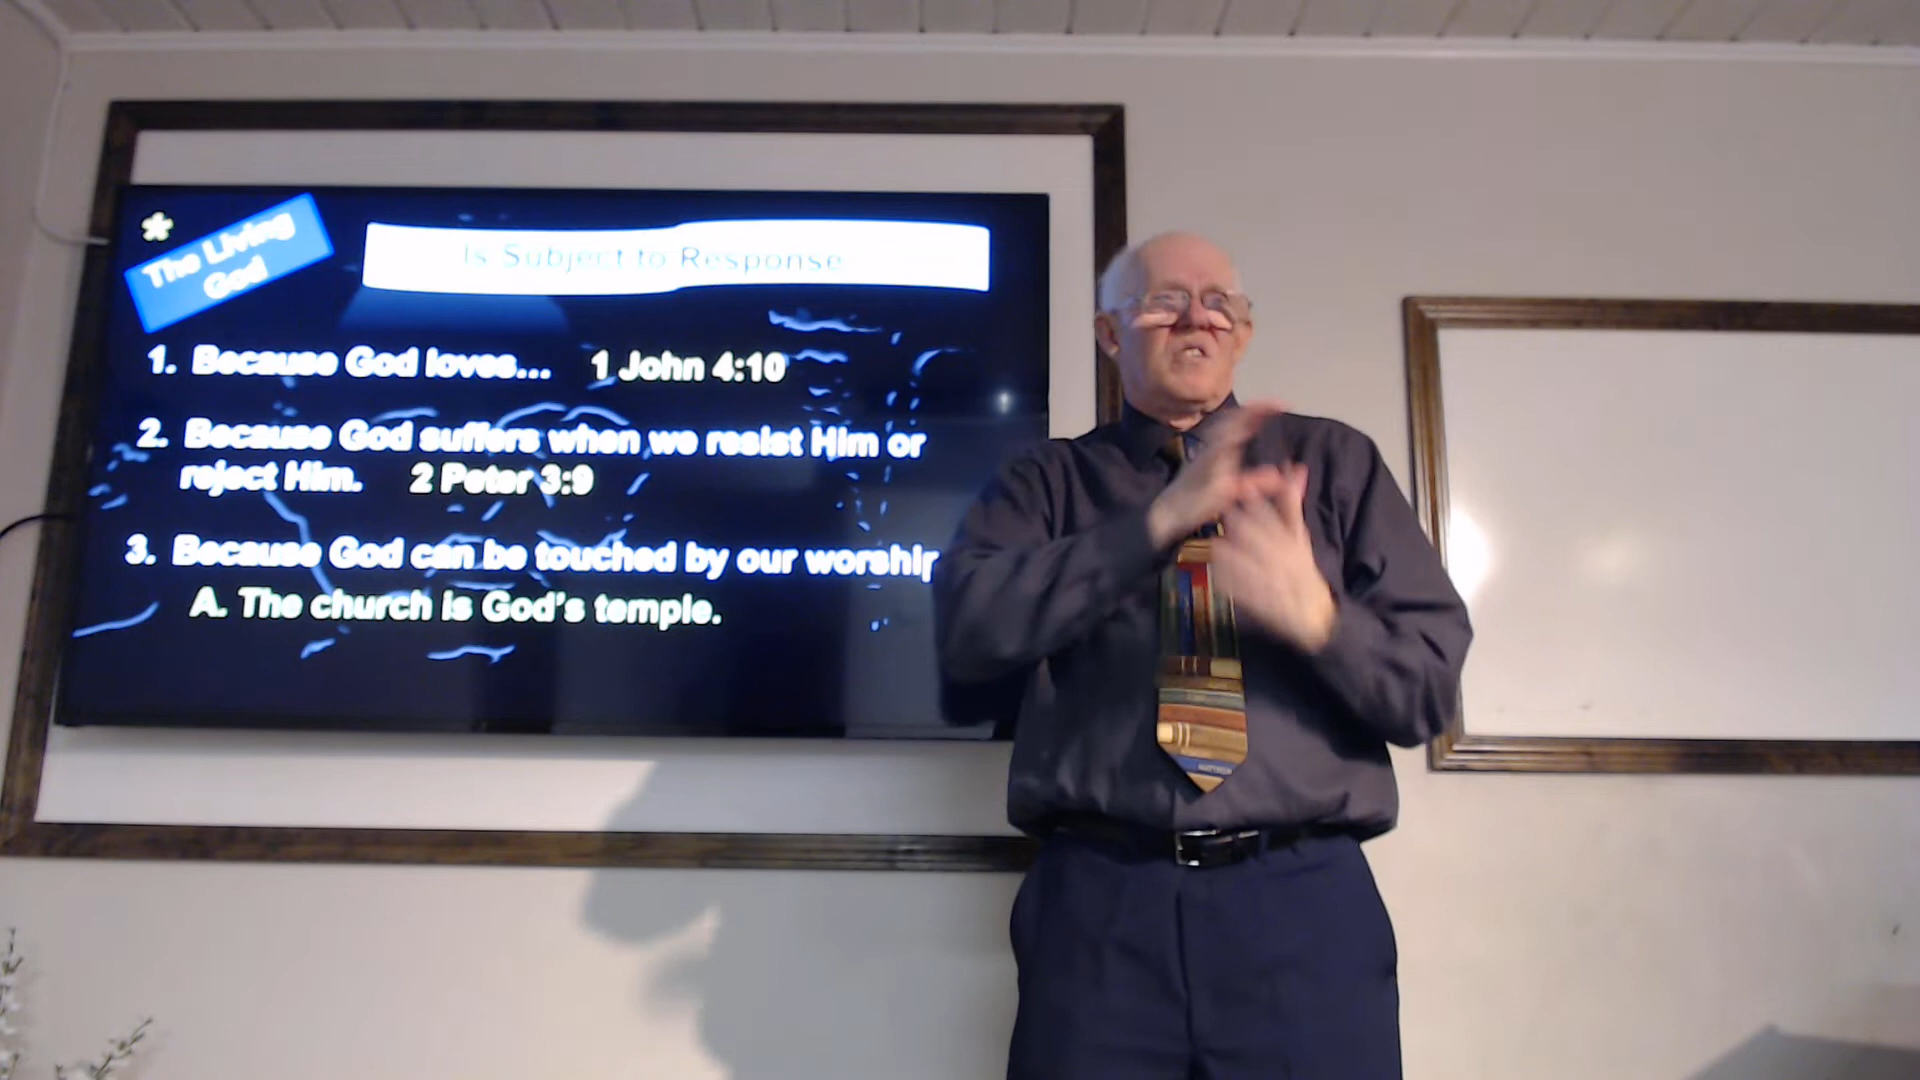 *
The Living
God
Is Subject to Response
1. Because God loves... 1 John 4:10
2. Because God suffers when we resist Him or
reject Him. 2 Peter 3:9
3. Because God can be touched by our worship
A. The church is God's temple.